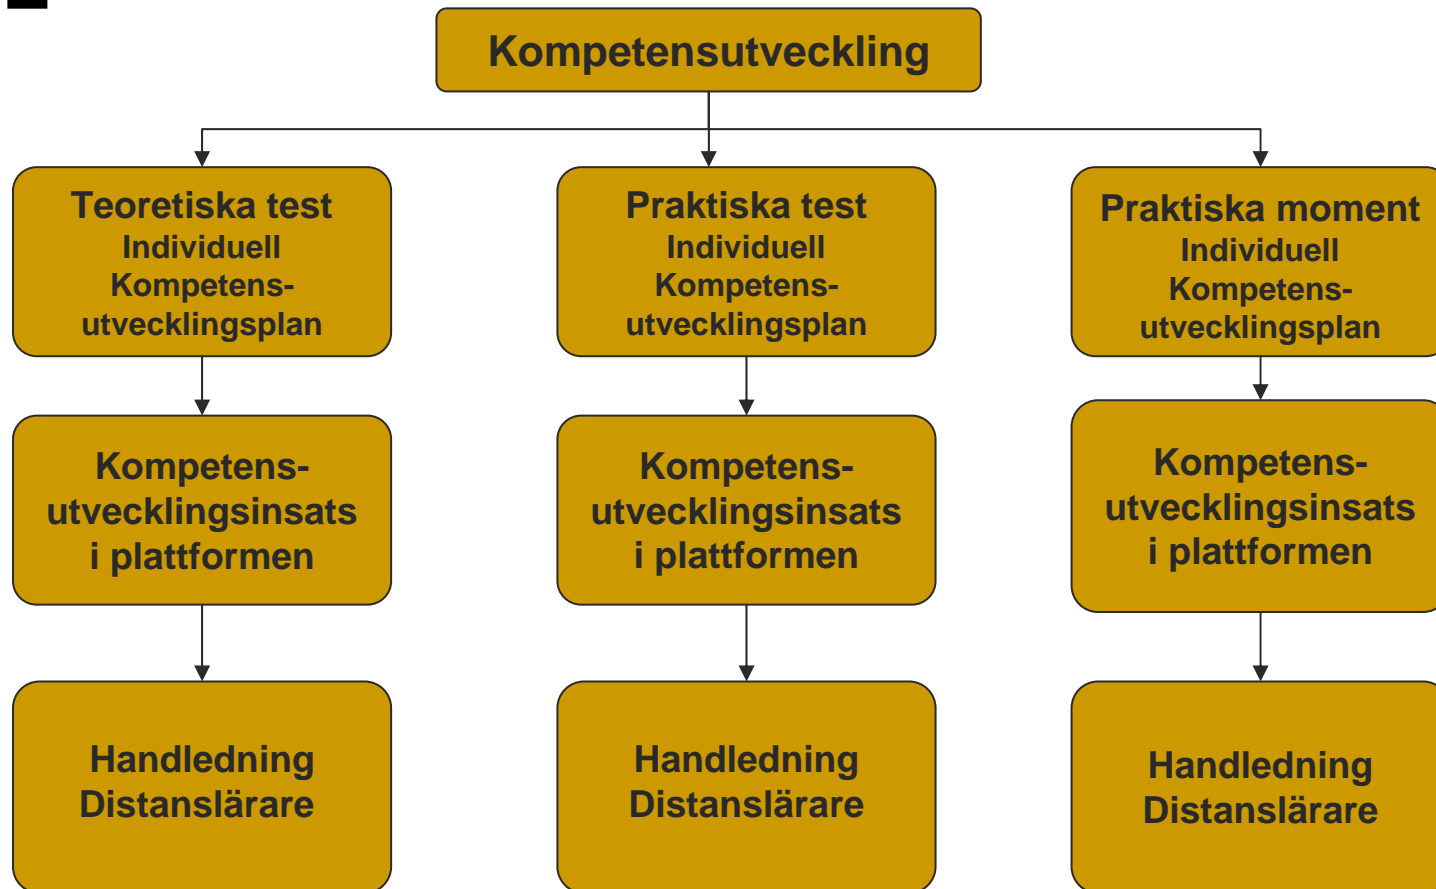 Kompetensutveckling
Teoretiska test
Individuell
Kompetens-
utvecklingsplan
Praktiska test
Individuell
Kompetens-
utvecklingsplan
Praktiska moment
Individuell
Kompetens-
utvecklingsplan
Kompetens-
utvecklingsinsats
i plattformen
Kompetens-
utvecklingsinsats
i plattformen
Kompetens-
utvecklingsinsats
i plattformen
Handledning
Distanslärare
Handledning
Distanslärare
Handledning
Distanslärare